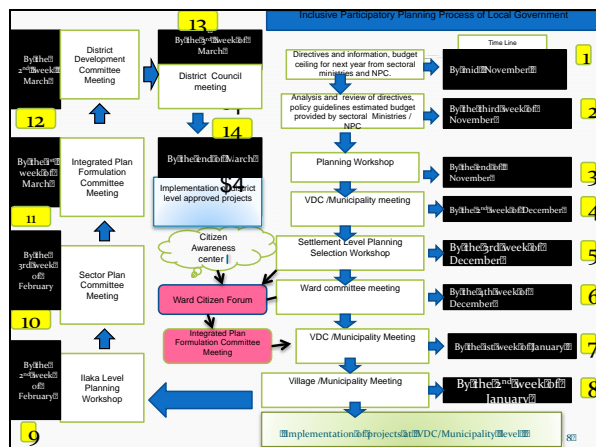 Inclusive Participatory Planning Process of Local Government
Time Line
Directives and information, budget
ceiling for next year from sectoral
ministries and NPC.
By mid November
1
Analysis and review of directives,
policy guidelines estimated budget
provided by sectoral Ministries /
NPC
By the third week of
November
2
Planning Workshop
By the end of
November
3
VDC /Municipality meeting
By the 2nd week of December
4
Settlement Level Planning
Selection Workshop
By the 3rd week of
December
5
Ward committee meeting
By the 4th week of
December
6
VDC /Municipality Meeting
By the 1st week of January
7
Village /Municipality Meeting
By the 2nd week of
January
8
Implementation of projects at VDC/Municipality level
8
Citizen
Awareness
center
Ward Citizen Forum
Integrated Plan
Formulation Committee
Meeting
Ilaka Level
Planning
Workshop
By the
2nd week
of
February
9
Sector Plan
Committee
Meeting
By the
3rd week
of
February
10
Integrated Plan
Formulation Committee
Meeting
By the 1st
week of
March
11
District
Development
Committee
Meeting
By the
2nd week
March
12
13
By the 3rd week of
March
District Council
meeting
14
By the end of March
$4
Implementation district
level approved projects